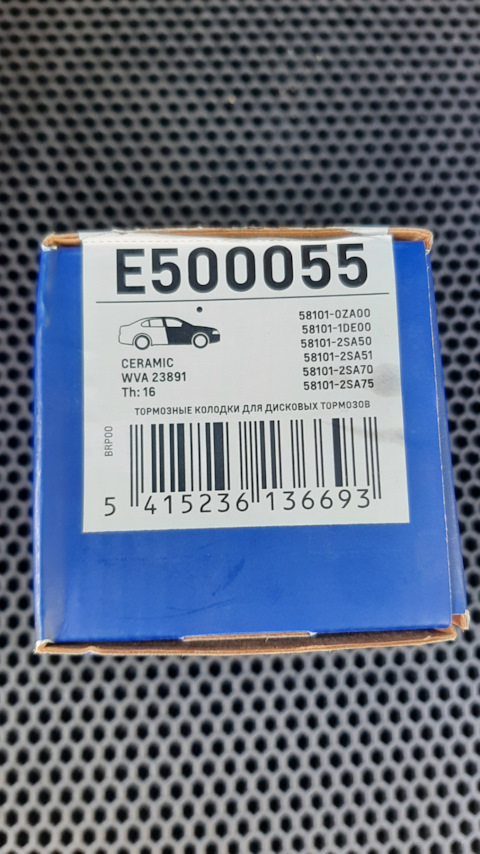 E500055
58101-0ZA00
58101-1DE00
58101-2SA50
58101-2SA51
58101-2SA70
58101-2SA75
CERAMIC
WVA 23891
Th: 16
ТОРМОЗНЫЕ КОЛОДКИ ДЛЯ ДИСКОВЫХ ТОРМОЗОВ
BRP00
5 415236 136693